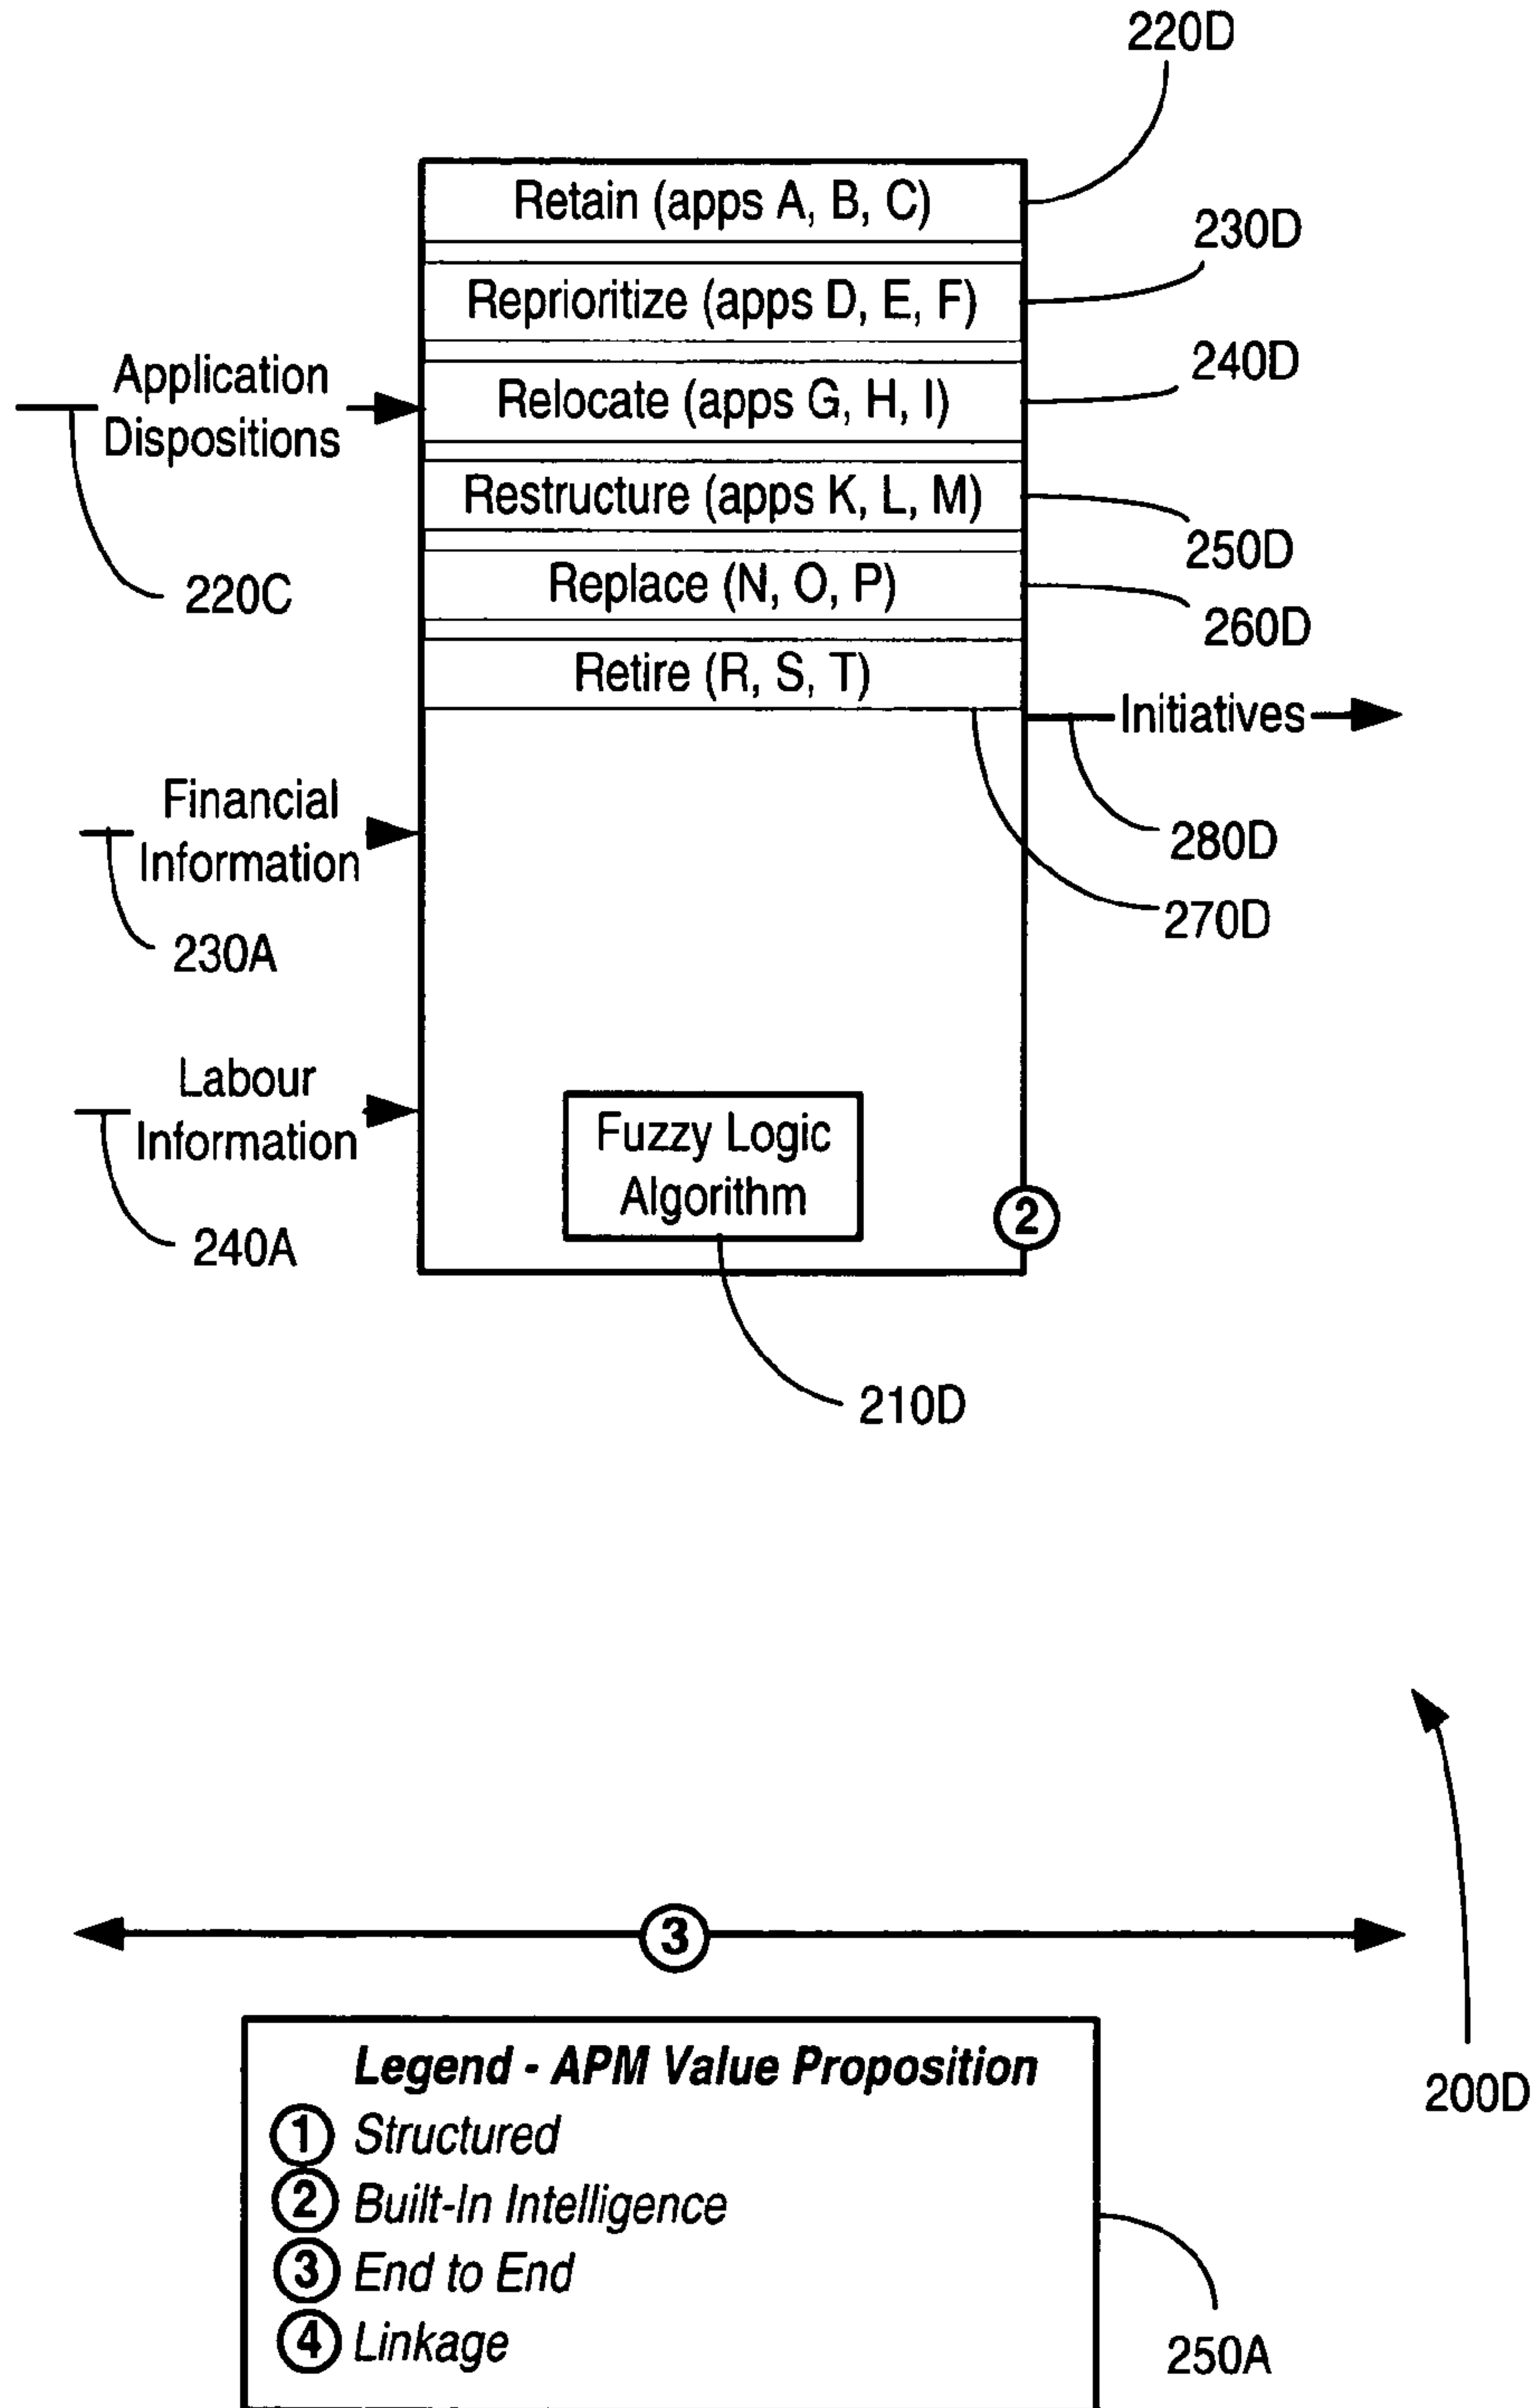 220D
Retain (apps A, B, C)
230D
Reprioritize (apps D, E, F)
240D
Application
Dispositions
Relocate (apps G, H, I)
Restructure (apps K, L, M)
250D
220C
Replace (N, O, P)
260D
Retire (R, S, T)
Initiatives
Financial
Information
280D
270D
230A
Labour
Information
Fuzzy Logic
Algorithm
2
240A
210D
3
Legend - APM Value Proposition
200D
1 Structured
2 Built-In Intelligence
3 End to End
4 Linkage
250A